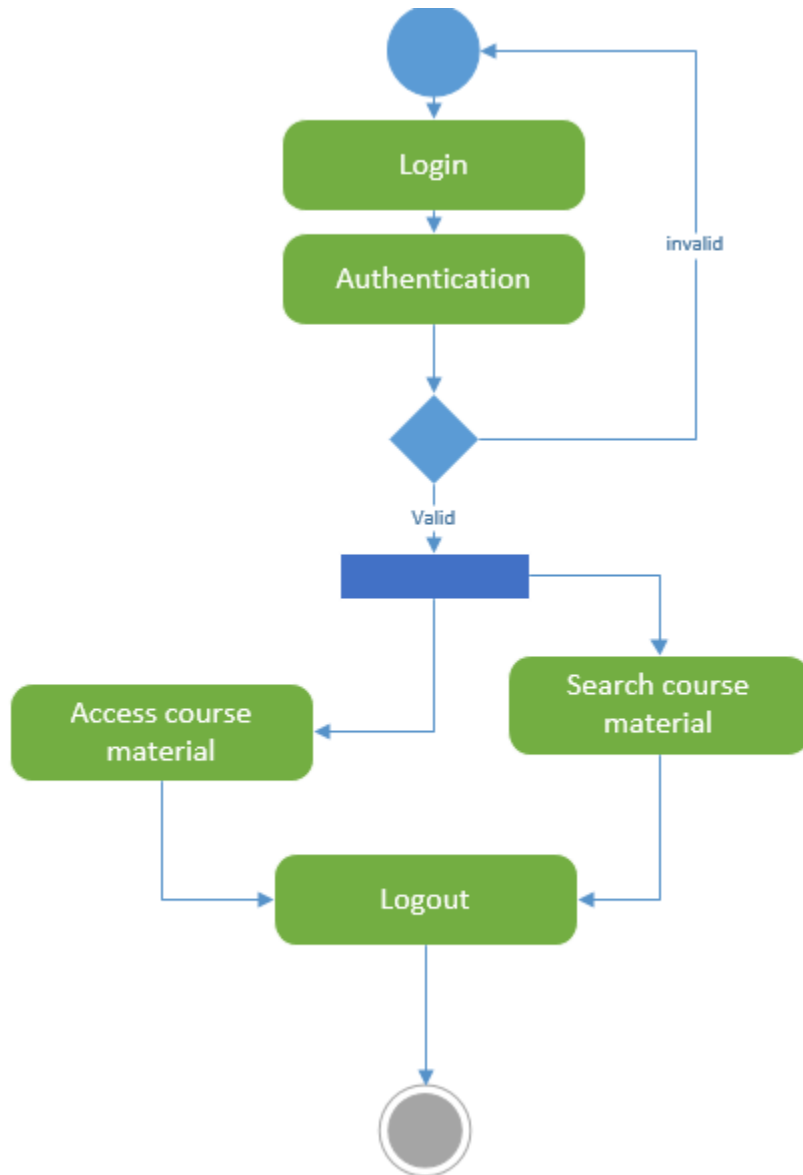 Login
invalid
Authentication
Valid
Search course
material
Access course
material
Logout